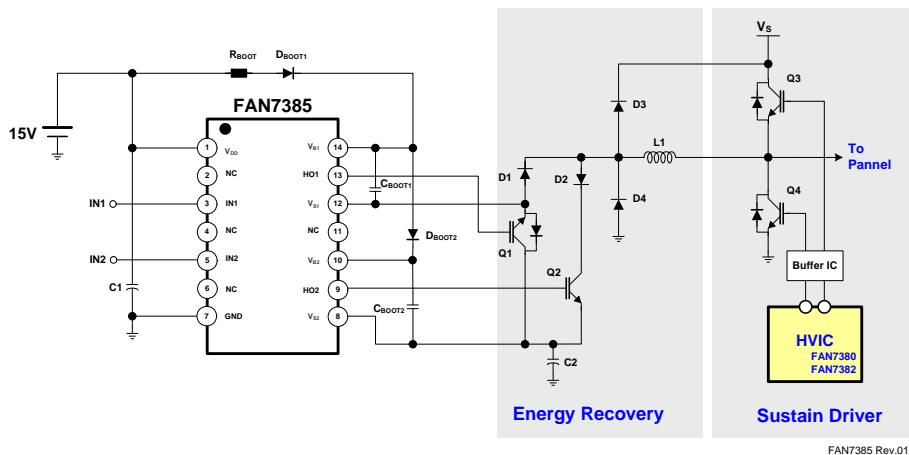 Vs
RBOOT
DBOOT1
Q3
FAN7385
15V
D3
L1
To
Pannel
1
VDD
VB1
14
2
NC
HO1
13
D1
D2
CBOOT1
IN1
3
IN1
VS1
12
D4
Q4
4
NC
NC
11
DBOOT2
Q1
IN2
5
IN2
VB2
10
Q2
Buffer IC
C1
6
NC
HO2
9
CBOOT2
7
GND
VS2
8
HVIC
FAN7380
FAN7382
C2
Energy Recovery
Sustain Driver
FAN7385 Rev.01